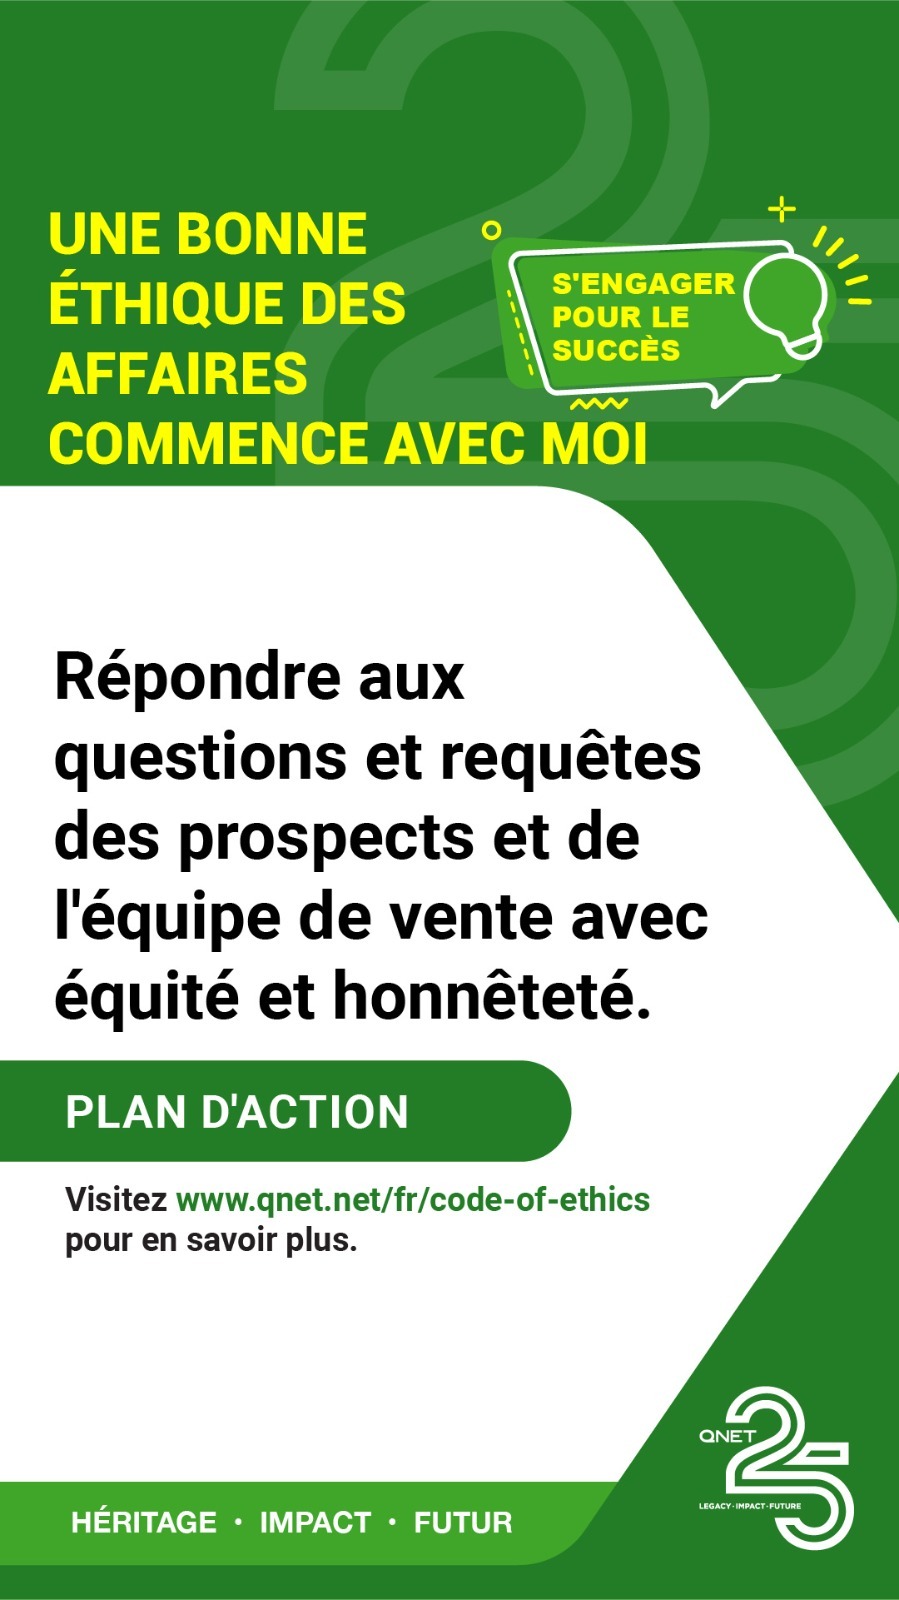 UNE BONNE
ÉTHIQUE DES
AFFAIRES
COMMENCE AVEC MOI
S'ENGAGER
POUR LE
SUCCÈS
Répondre aux
questions et requêtes
des prospects et de
l'équipe de vente avec
équité et honnêteté.
PLAN D'ACTION
Visitez www.qnet.net/fr/code-of-ethics
pour en savoir plus.
HÉRITAGE • IMPACT • FUTUR
QNET
25
LEGACY·IMPACT·FUTURE